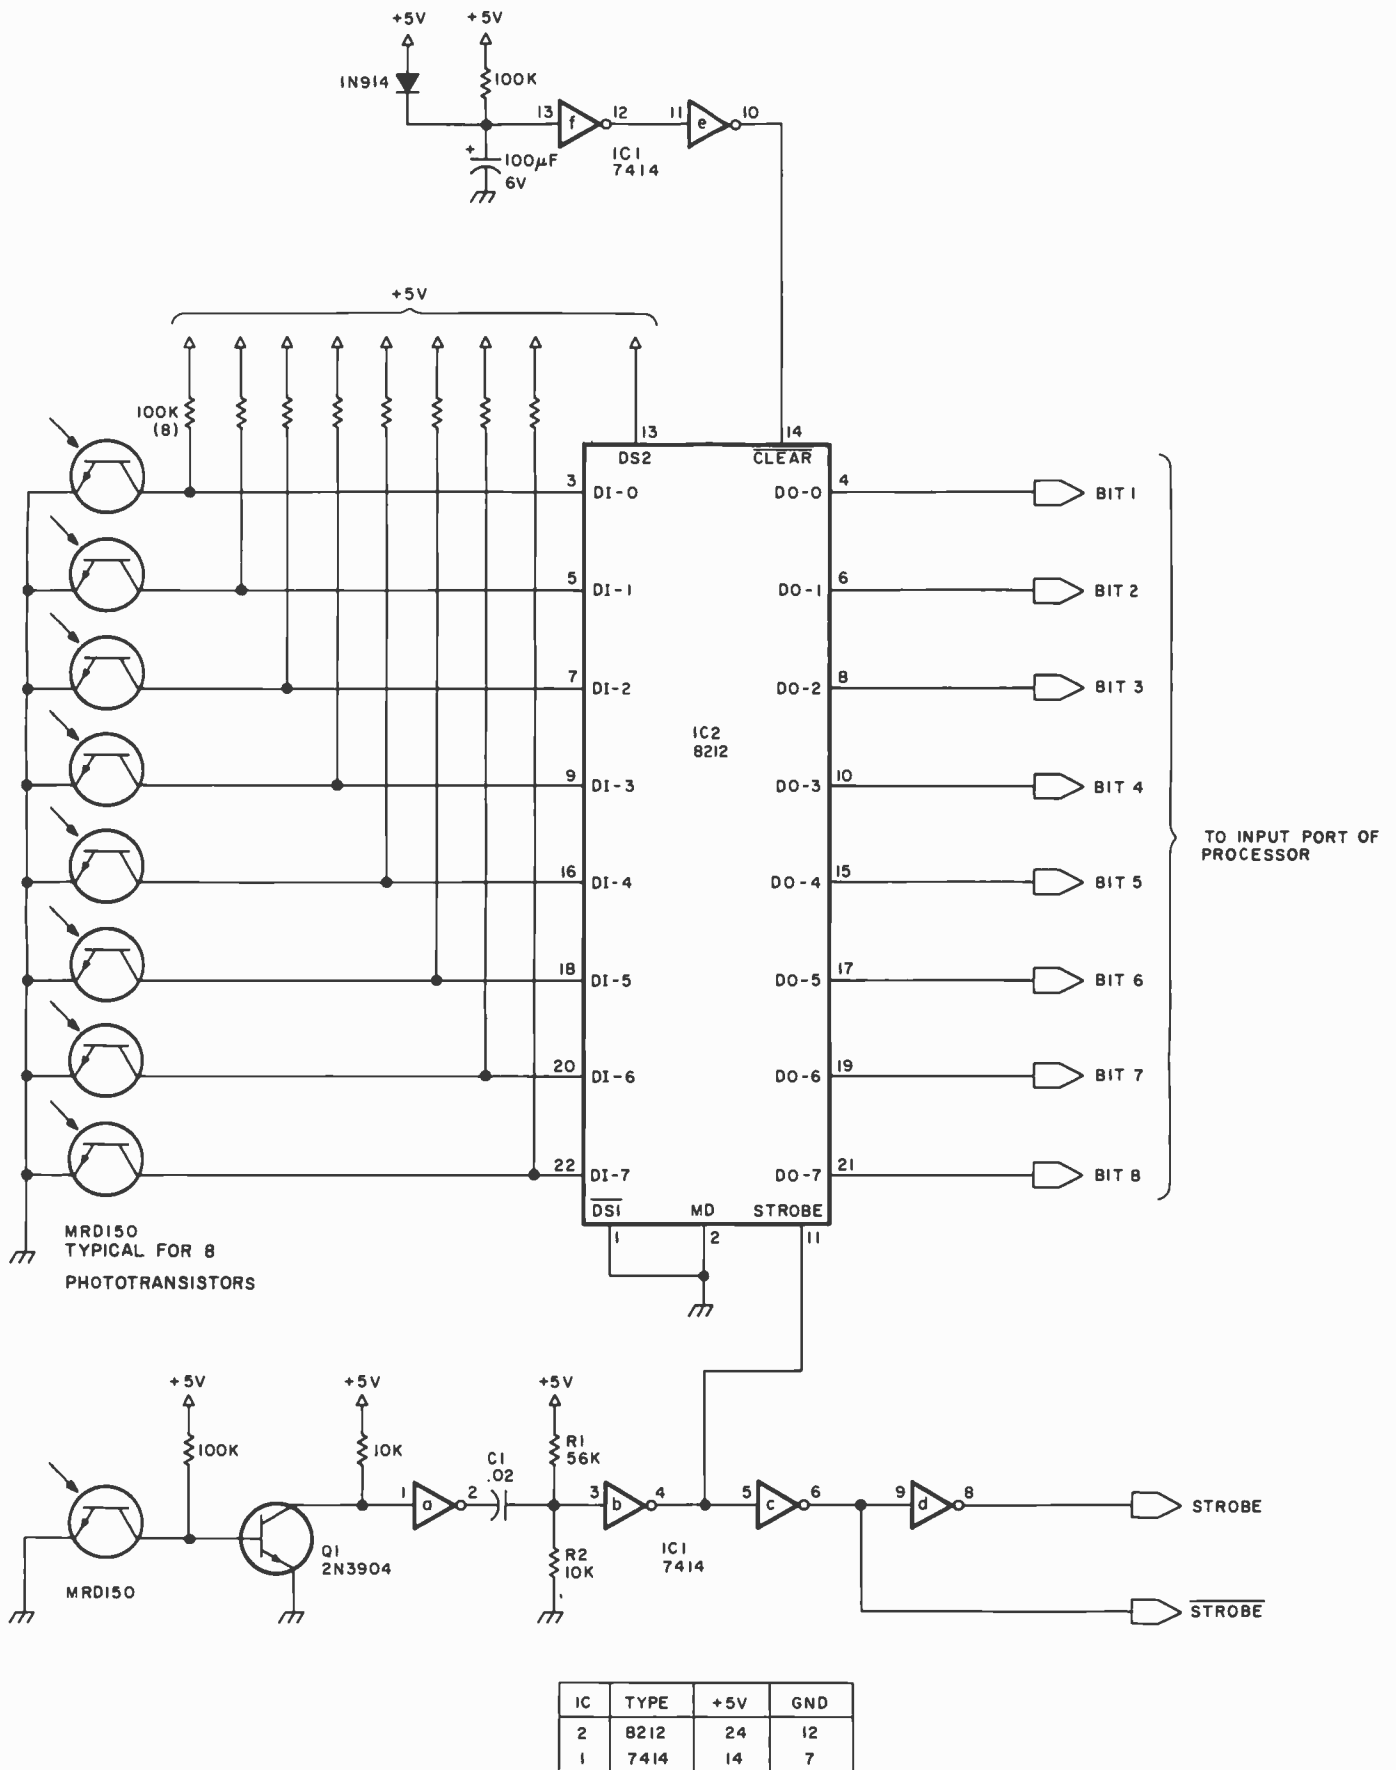 +5V +5V
1N914 100K
13 12 11 10
f e
+ 100µF
6V
IC1
7414
+5V
100K
(8)
13 14
DS2 CLEAR
3 DI-0 DO-0 4 BIT 1
5 DI-1 DO-1 6 BIT 2
7 DI-2 DO-2 8 BIT 3
IC2
8212
9 DI-3 DO-3 10 BIT 4
TO INPUT PORT OF
PROCESSOR
16 DI-4 DO-4 15 BIT 5
18 DI-5 DO-5 17 BIT 6
20 DI-6 DO-6 19 BIT 7
22 DI-7 DO-7 21 BIT 8
DS1 MD STROBE
1 2 11
MRD150
TYPICAL FOR 8
PHOTOTRANSISTORS
+5V +5V +5V
100K 10K
C1
.02
R1
56K
1 a 2 3 b 4 5 c 6 9 d 8 STROBE
Q1
2N3904
R2
10K
IC1
7414
MRD150
STROBE
IC TYPE +5V GND
2 8212 24 12
1 7414 14 7